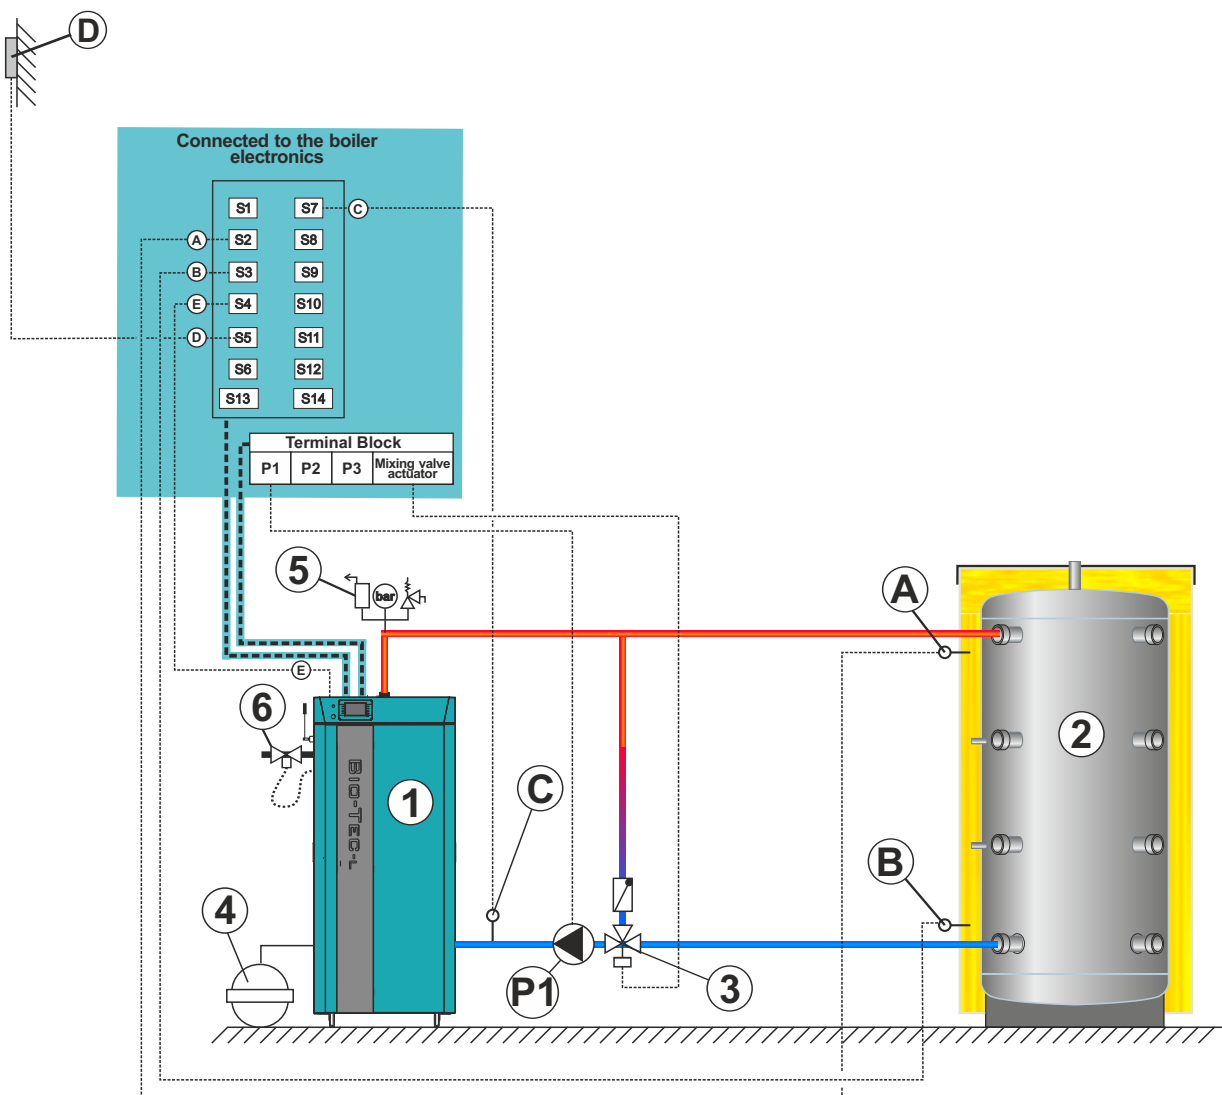 D
Connected to the boiler
electronics
S1 S7 C
A S2 S8
B S3 S9
E S4 S10
D S5 S11
S6 S12
S13 S14
Terminal Block
P1 P2 P3 Mixing valve
actuator
5
bar
A
E
6
2
BIO-TEC-L
1
C
B
4
P1
3